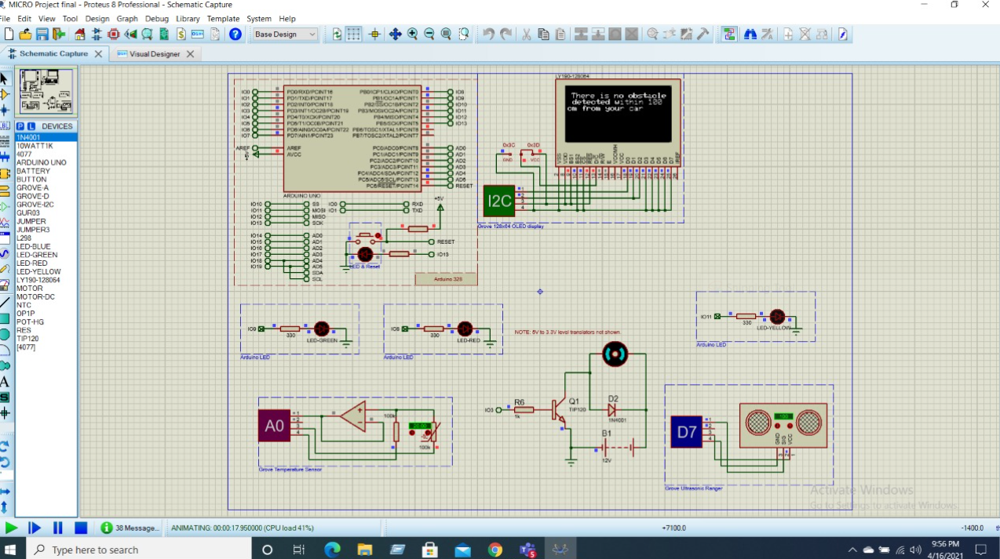 MICRO Project final - Proteus 8 Professional - Schematic Capture
File Edit View Tool Design Graph Debug Library Template System Help
Base Design
Schematic Capture
Visual Designer
P L DEVICES
1N4001
10WATT1K
4077
ARDUINO UNO
BATTERY
BUTTON
GROVE-A
GROVE-D
GROVE-I2C
GUR03
JUMPER
JUMPER3
L298
LED-BLUE
LED-GREEN
LED-RED
LED-YELLOW
LY190-128064
MOTOR
MOTOR-DC
NTC
OP1P
POT-HG
RES
TIP120
[4077]
IO0 PD0/RXD/PCINT16 PB0/ICP1/CLKO/PCINT0 IO8
IO1 PD1/TXD/PCINT17 PB1/OC1A/PCINT1 IO9
IO2 PD2/INT0/PCINT18 PB2/SS/OC1B/PCINT2 IO10
IO3 PD3/INT1/OC2B/PCINT19 PB3/MOSI/OC2A/PCINT3 IO11
IO4 PD4/T0/XCK/PCINT20 PB4/MISO/PCINT4 IO12
IO5 PD5/T1/OC0B/PCINT21 PB5/SCK/PCINT5 IO13
IO6 PD6/AIN0/OC0A/PCINT22 PB6/TOSC1/XTAL1/PCINT6
IO7 PD7/AIN1/PCINT23 PB7/TOSC2/XTAL2/PCINT7
AREF AREF PC0/ADC0/PCINT8 AD0
+5V AVCC PC1/ADC1/PCINT9 AD1
PC2/ADC2/PCINT10 AD2
PC3/ADC3/PCINT11 AD3
PC4/ADC4/SDA/PCINT12 AD4
PC5/ADC5/SCL/PCINT13 AD5
PC6/RESET/PCINT14 RESET
ARDUINO UNO
IO10 SS IO0 RXD
IO11 MOSI IO1 TXD
IO12 MISO
IO13 SCK
+5V
IO14 AD0
IO15 AD1 RESET
IO16 AD2
IO17 AD3 IO13
IO18 AD4
IO19 AD5
SDA
SCL
LED & Reset
Arduino 328
LY190-128064
There is no obstacle
detected within 100
cm from your car
0x3C 0x3D
GND VCC
I2C
1
2
3
4
Grove 128x64 OLED display
IO9 330 LED-GREEN
Arduino LED
IO8 330 LED-RED
Arduino LED
IO11 330 LED-YELLOW
Arduino LED
NOTE: 5V to 3.3V level translators not shown.
A0
1
2
3
4
100k
100k
Grove Temperature Sensor
IO3 R6 1k
Q1
TIP120
D2
1N4001
B1
12V
D7
1
2
3
4
GND SIG VCC
Grove Ultrasonic Ranger
Activate Windows
Go to Settings to activate Windows.
38 Message...
ANIMATING: 00:00:17.950000 (CPU load 41%)
+7100.0
-1400.0
Type here to search
9:56 PM
4/16/2021